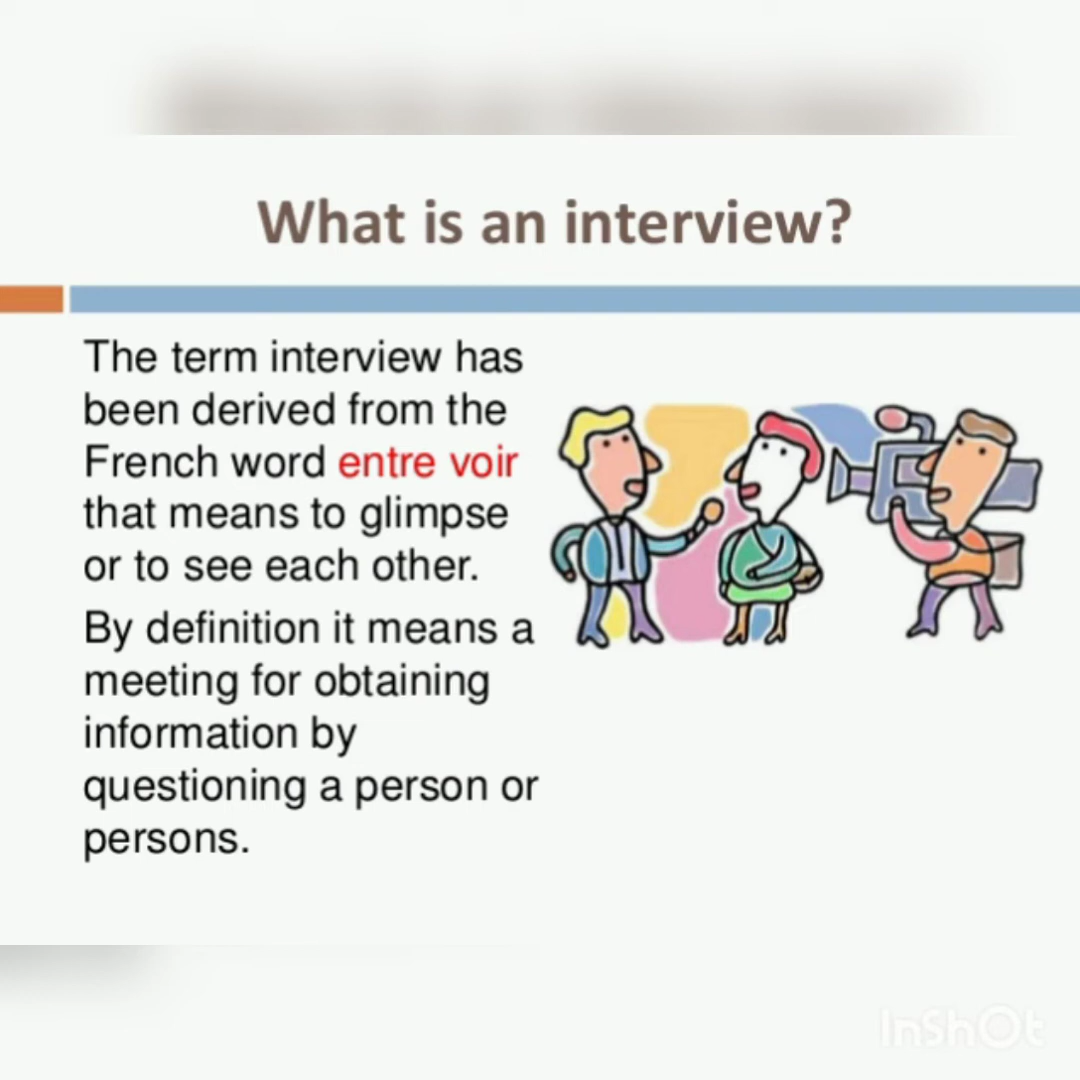 What is an interview?
The term interview has
been derived from the
French word entre voir
that means to glimpse
or to see each other.
By definition it means a
meeting for obtaining
information by
questioning a person or
persons.
InShOt